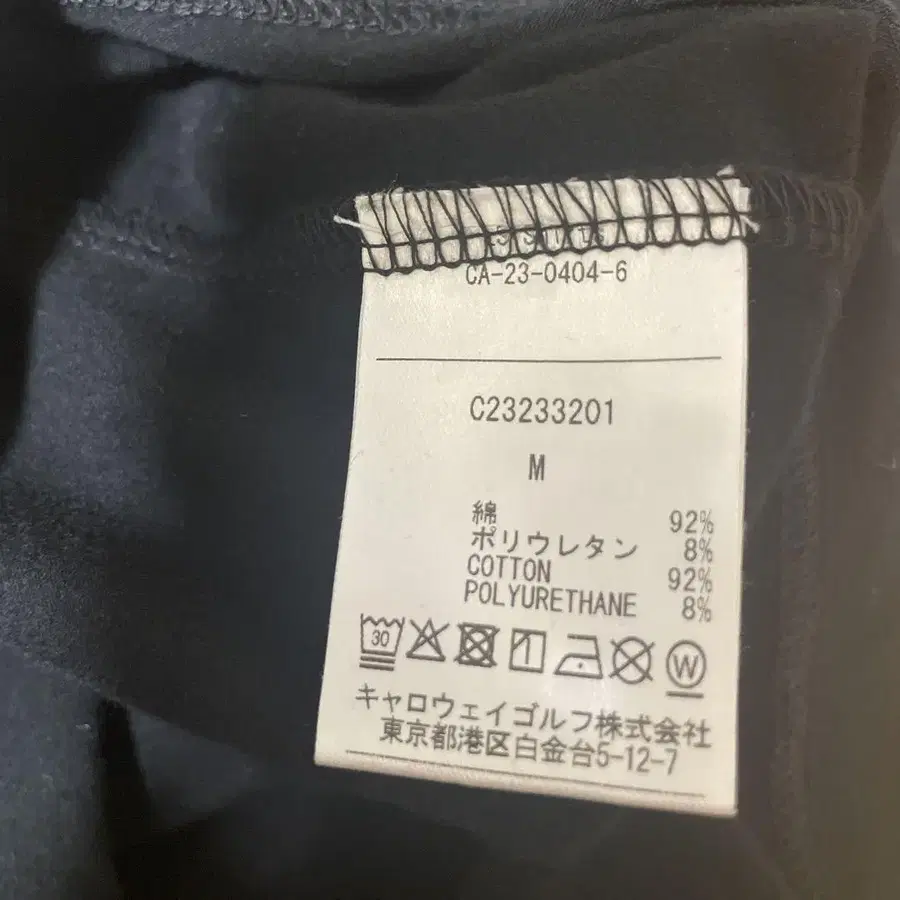 CA-23-0404-6
C23233201
M
綿 92%
ポリウレタン 8%
COTTON 92%
POLYURETHANE 8%
30 W
キャロウェイゴルフ株式会社
東京都港区白金台5-12-7